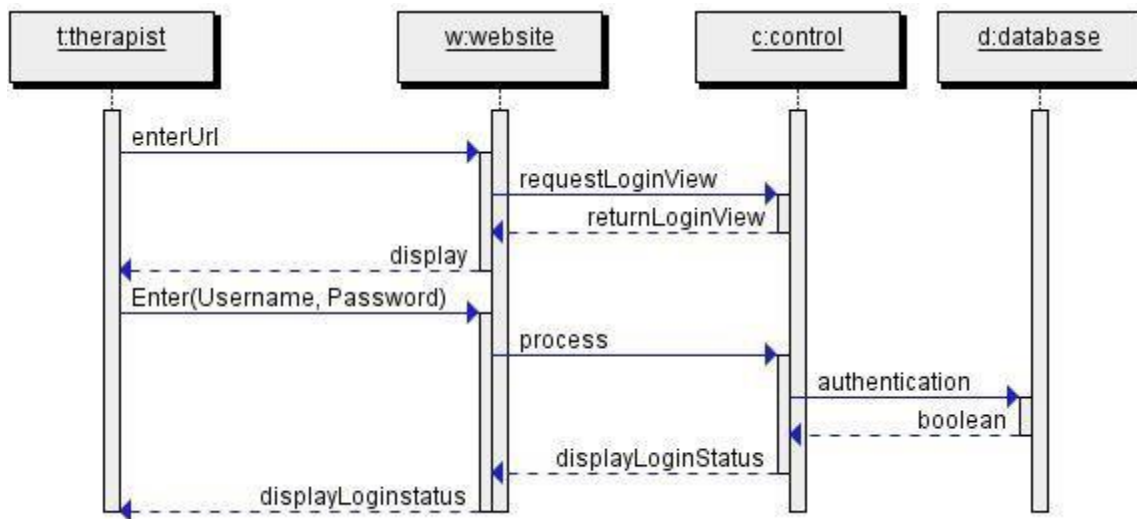 t:therapist
w:website
c:control
d:database
enterUrl
requestLoginView
returnLoginView
display
Enter(Username, Password)
process
authentication
boolean
displayLoginStatus
displayLoginstatus